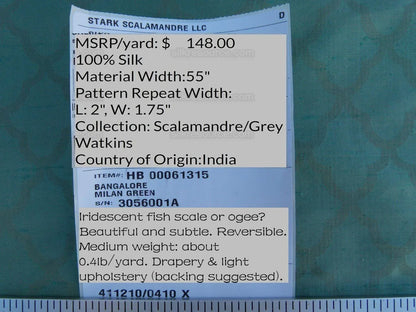 STARK SCALAMANDRE LLC
D
MSRP/yard: $ 148.00
100% Silk
Material Width:55"
Pattern Repeat Width:
L: 2", W: 1.75"
Collection: Scalamandre/Grey
Watkins
Country of Origin:India
ITEM#: HB 00061315
BANGALORE
MILAN GREEN
S/N: 3056001A
Iridescent fish scale or ogee?
Beautiful and subtle. Reversible.
Medium weight: about
0.4lb/yard. Drapery & light
upholstery (backing suggested).
411210/0410 X